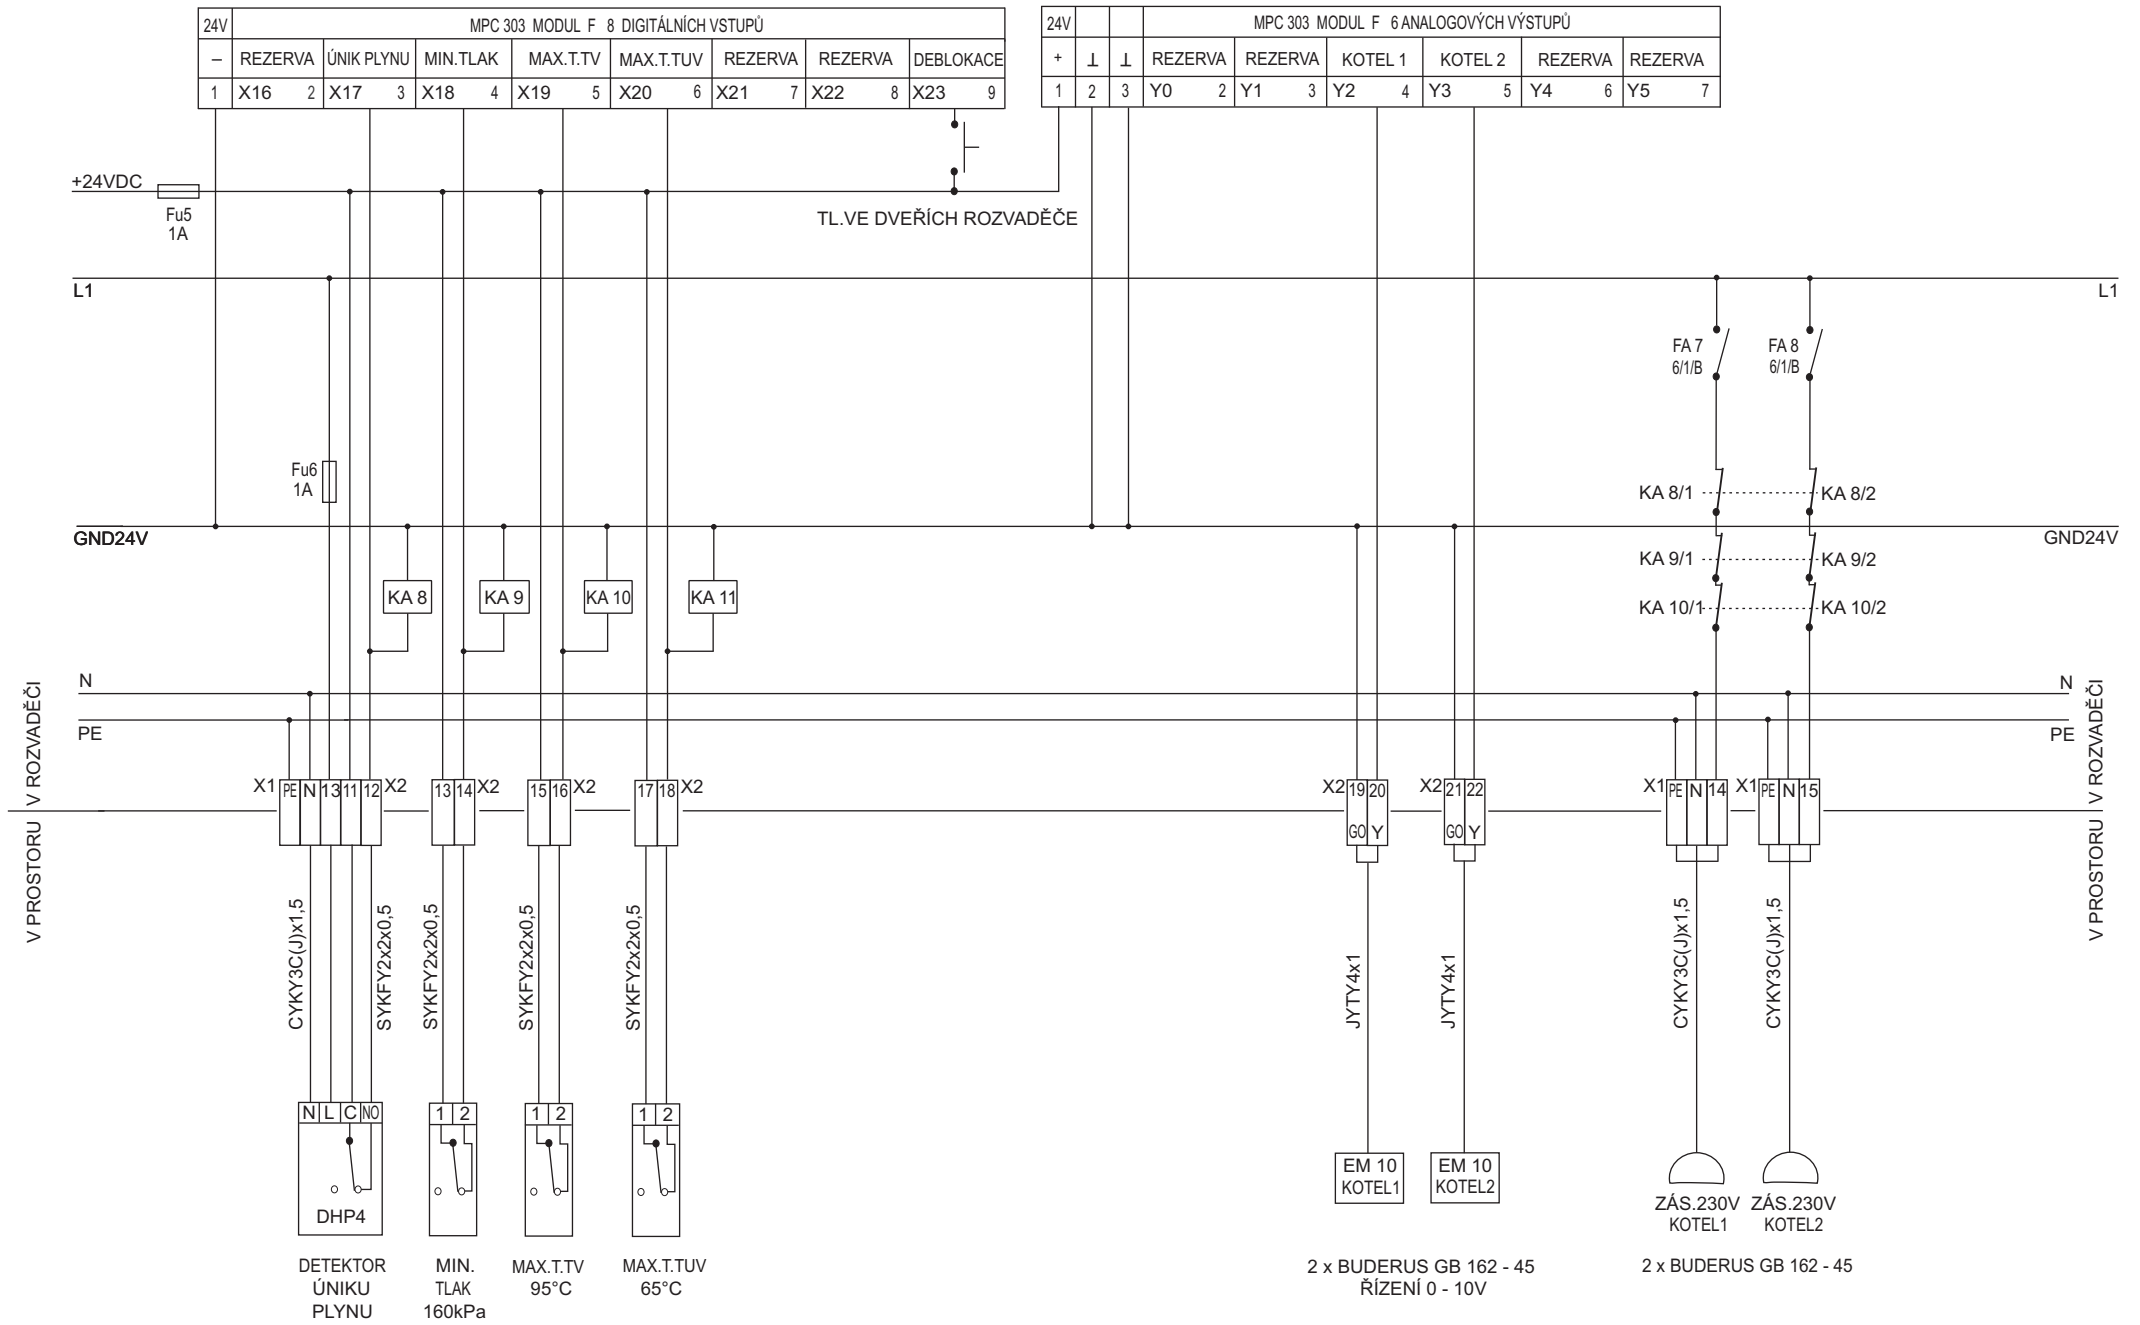 24V MPC 303 MODUL F 8 DIGITÁLNÍCH VSTUPŮ
– REZERVA ÚNIK PLYNU MIN.TLAK MAX.T.TV MAX.T.TUV REZERVA REZERVA DEBLOKACE
1 X16 2 X17 3 X18 4 X19 5 X20 6 X21 7 X22 8 X23 9
24V MPC 303 MODUL F 6 ANALOGOVÝCH VÝSTUPŮ
+ ⊥ ⊥ REZERVA REZERVA KOTEL 1 KOTEL 2 REZERVA REZERVA
1 2 3 Y0 2 Y1 3 Y2 4 Y3 5 Y4 6 Y5 7
+24VDC
Fu5
1A
TL.VE DVEŘÍCH ROZVADĚČE
L1 L1
FA 7
6/1/B
FA 8
6/1/B
Fu6
1A
KA 8/1 KA 8/2
GND24V GND24V
KA 9/1 KA 9/2
KA 8 KA 9 KA 10 KA 11
KA 10/1 KA 10/2
N N
PE PE
V ROZVADĚČI
V PROSTORU
V ROZVADĚČI
V PROSTORU
X1 PE N 13 11 12 X2
13 14 X2
15 16 X2
17 18 X2
X2 19 20
GO Y
X2 21 22
GO Y
X1 PE N 14
X1 PE N 15
CYKY3C(J)x1,5
SYKFY2x2x0,5
SYKFY2x2x0,5
SYKFY2x2x0,5
SYKFY2x2x0,5
JYTY4x1
JYTY4x1
CYKY3C(J)x1,5
CYKY3C(J)x1,5
N L C NO
1 2
1 2
1 2
DHP4
EM 10
KOTEL1
EM 10
KOTEL2
ZÁS.230V
KOTEL1
ZÁS.230V
KOTEL2
DETEKTOR
ÚNIKU
PLYNU
MIN.
TLAK
160kPa
MAX.T.TV
95°C
MAX.T.TUV
65°C
2 x BUDERUS GB 162 - 45
ŘÍZENÍ 0 - 10V
2 x BUDERUS GB 162 - 45